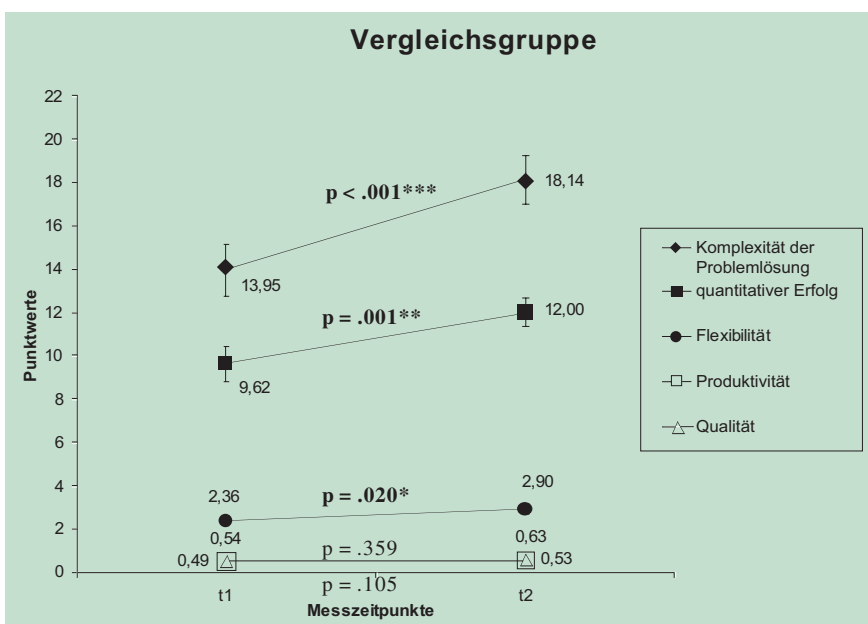 Vergleichsgruppe
Punktwerte
22
20
18
16
14
12
10
8
6
4
2
0
p < .001***
18,14
13,95
p = .001**
12,00
9,62
2,36
p = .020*
2,90
0,54
0,63
0,49
p = .359
0,53
p = .105
t1
t2
Messzeitpunkte
Komplexität der
Problemlösung
quantitativer Erfolg
Flexibilität
Produktivität
Qualität